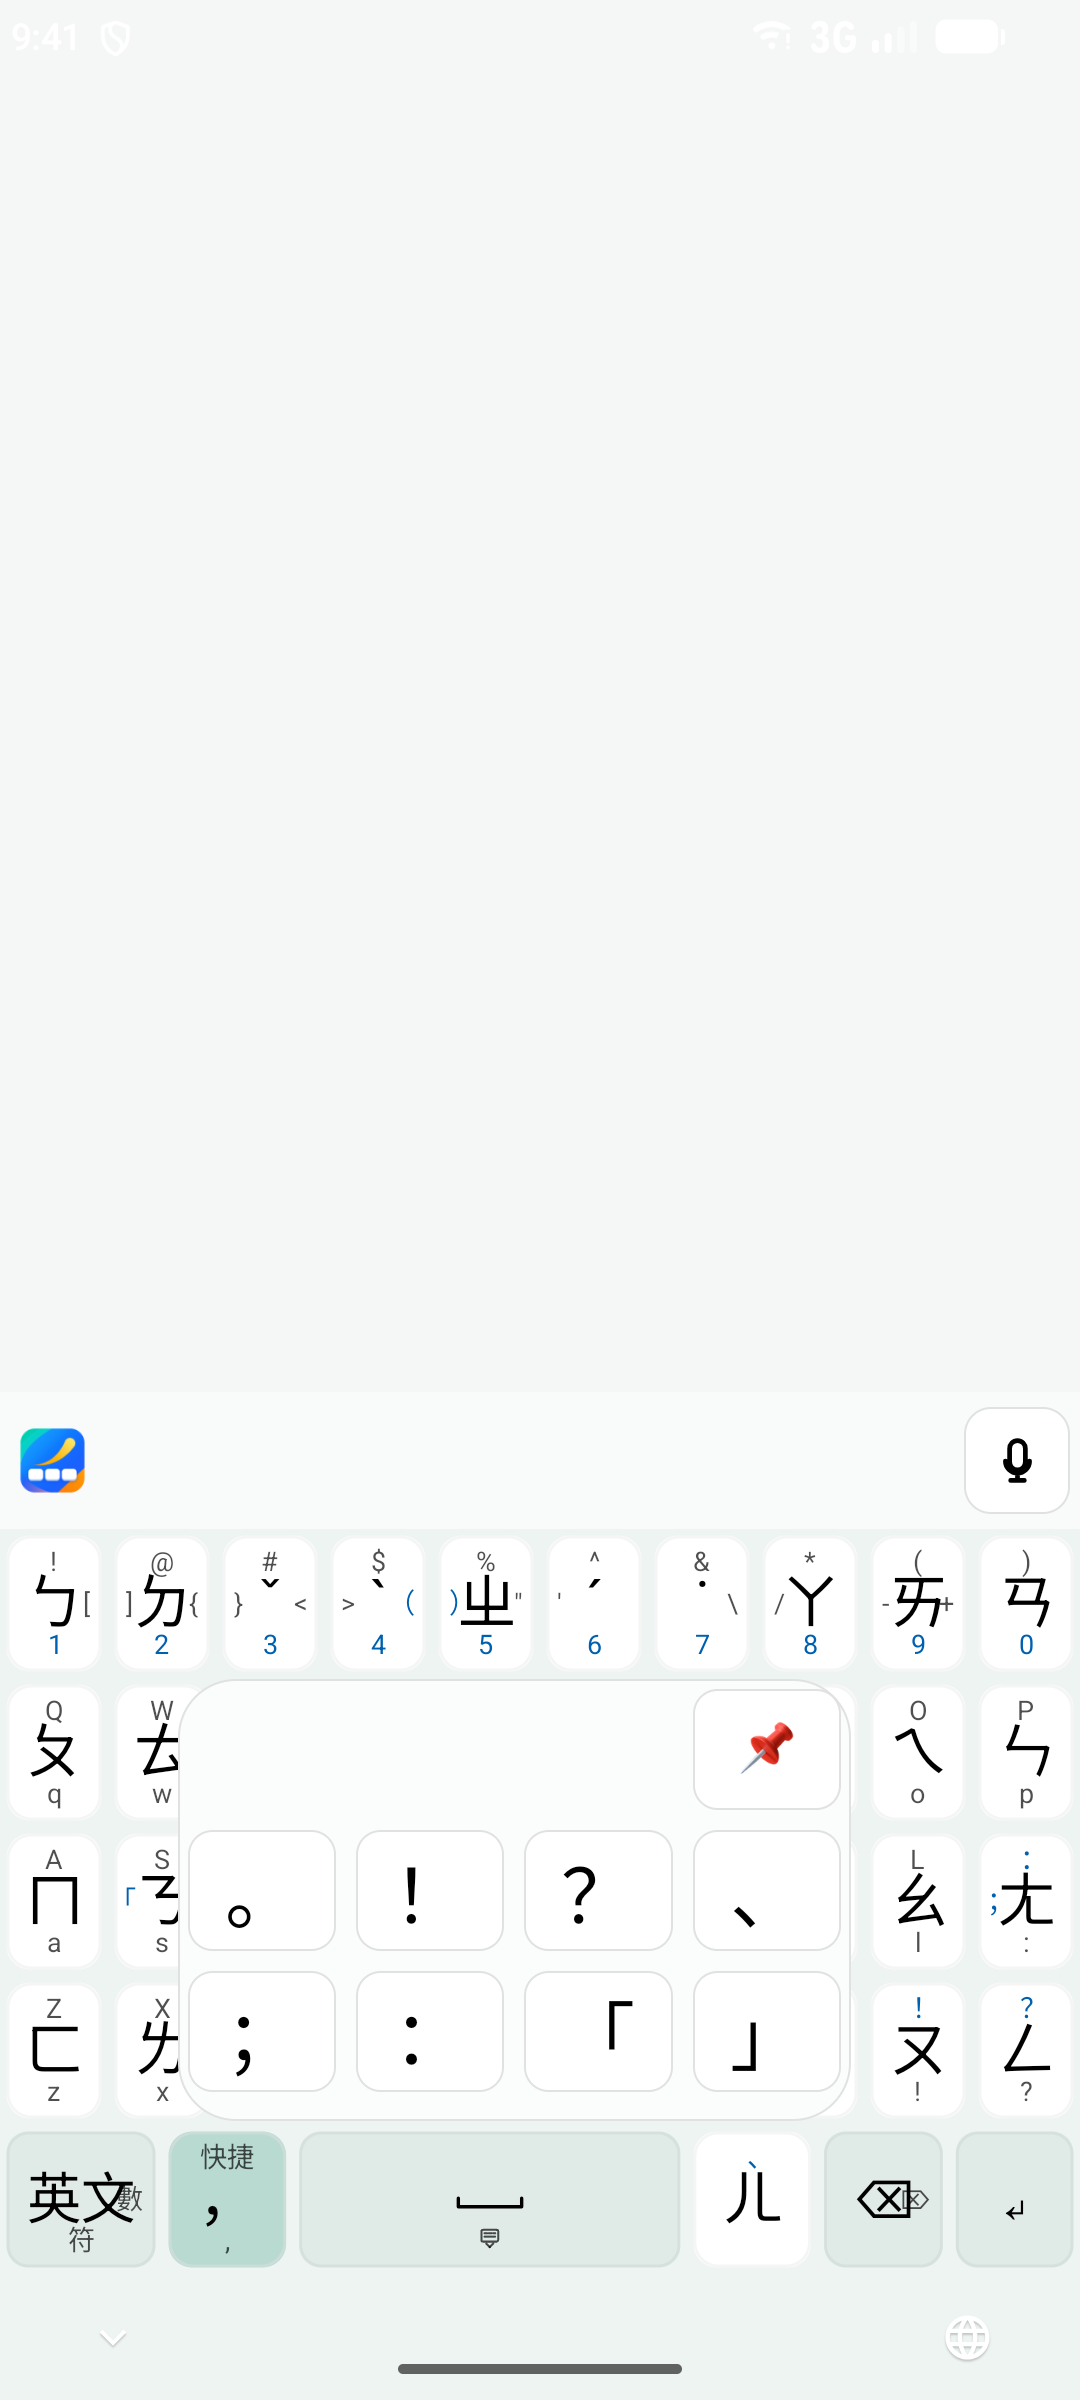 9:41 3G
! @ # $ % ^ & * ( )
ㄅ [ ] ㄉ { } ˇ < > ˋ ( ) ㄓ " ' ˊ ˙ \ / ㄚ - ㄞ + ㄢ
1 2 3 4 5 6 7 8 9 0
Q W O P
ㄆ ㄊ ㄟ ㄣ
q w o p
A S L :
ㄇ 「 ㄋ 。 ! ? 、 ㄠ ; ㄤ
a s l :
Z X ! ?
ㄈ ㄌ ; : 「 」 ㄡ ㄥ
z x ! ?
快捷 、
英文 數 , ㄦ
符 ,